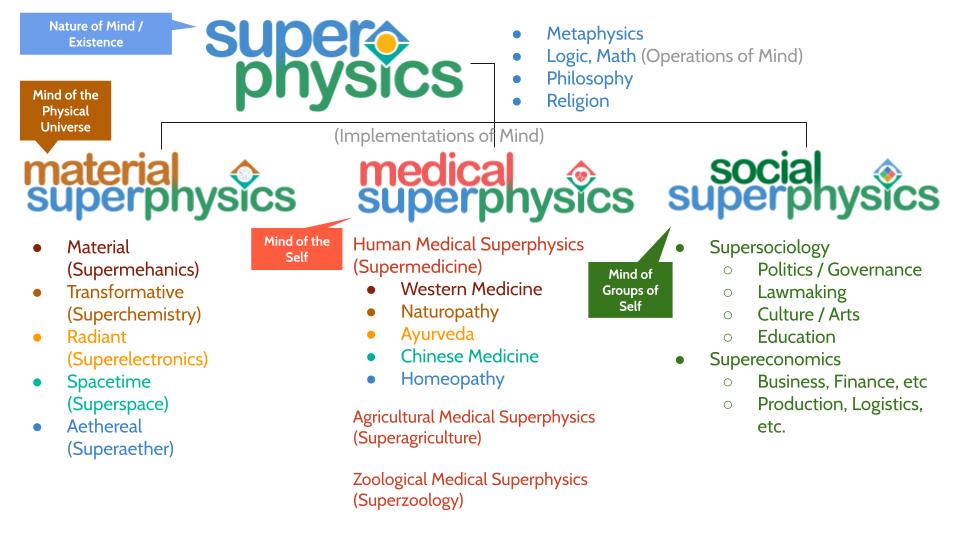 Nature of Mind /
Existence
super
physics
● Metaphysics
● Logic, Math (Operations of Mind)
● Philosophy
● Religion
Mind of the
Physical
Universe
(Implementations of Mind)
material
superphysics
medical
superphysics
social
superphysics
Mind of the
Self
Mind of
Groups of
Self
● Material
(Supermehanics)
● Transformative
(Superchemistry)
● Radiant
(Superelectronics)
● Spacetime
(Superspace)
● Aethereal
(Superaether)
Human Medical Superphysics
(Supermedicine)
● Western Medicine
● Naturopathy
● Ayurveda
● Chinese Medicine
● Homeopathy
Agricultural Medical Superphysics
(Superagriculture)
Zoological Medical Superphysics
(Superzoology)
● Supersociology
○ Politics / Governance
○ Lawmaking
○ Culture / Arts
○ Education
● Supereconomics
○ Business, Finance, etc
○ Production, Logistics,
etc.